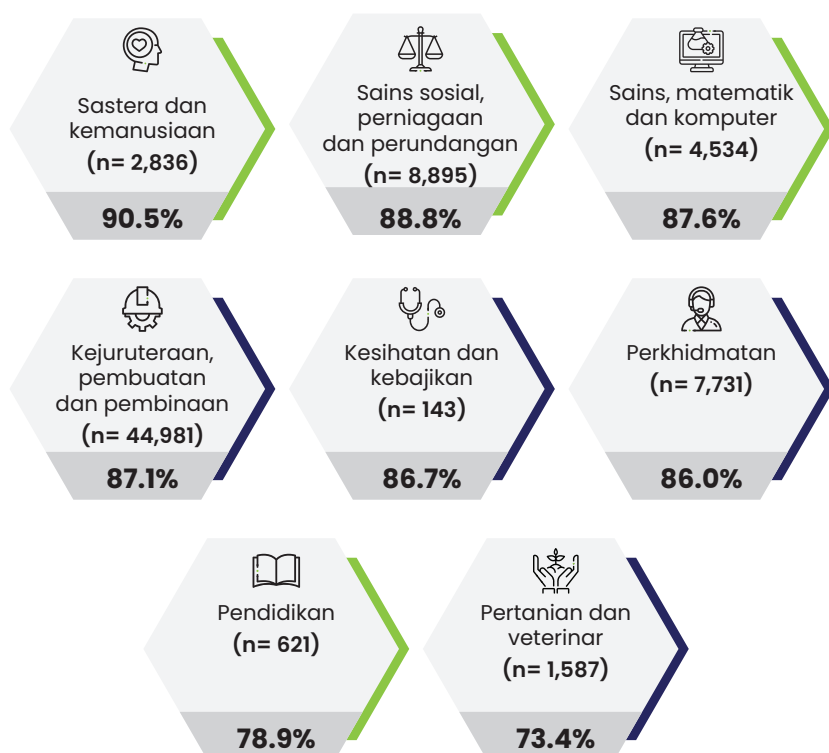 Sastera dan
kemanusiaan
(n= 2,836)
90.5%
Sains sosial,
perniagaan
dan perundangan
(n= 8,895)
88.8%
Sains, matematik
dan komputer
(n= 4,534)
87.6%
Kejuruteraan,
pembuatan
dan pembinaan
(n= 44,981)
87.1%
Kesihatan dan
kebajikan
(n= 143)
86.7%
Perkhidmatan
(n= 7,731)
86.0%
Pendidikan
(n= 621)
78.9%
Pertanian dan
veterinar
(n= 1,587)
73.4%